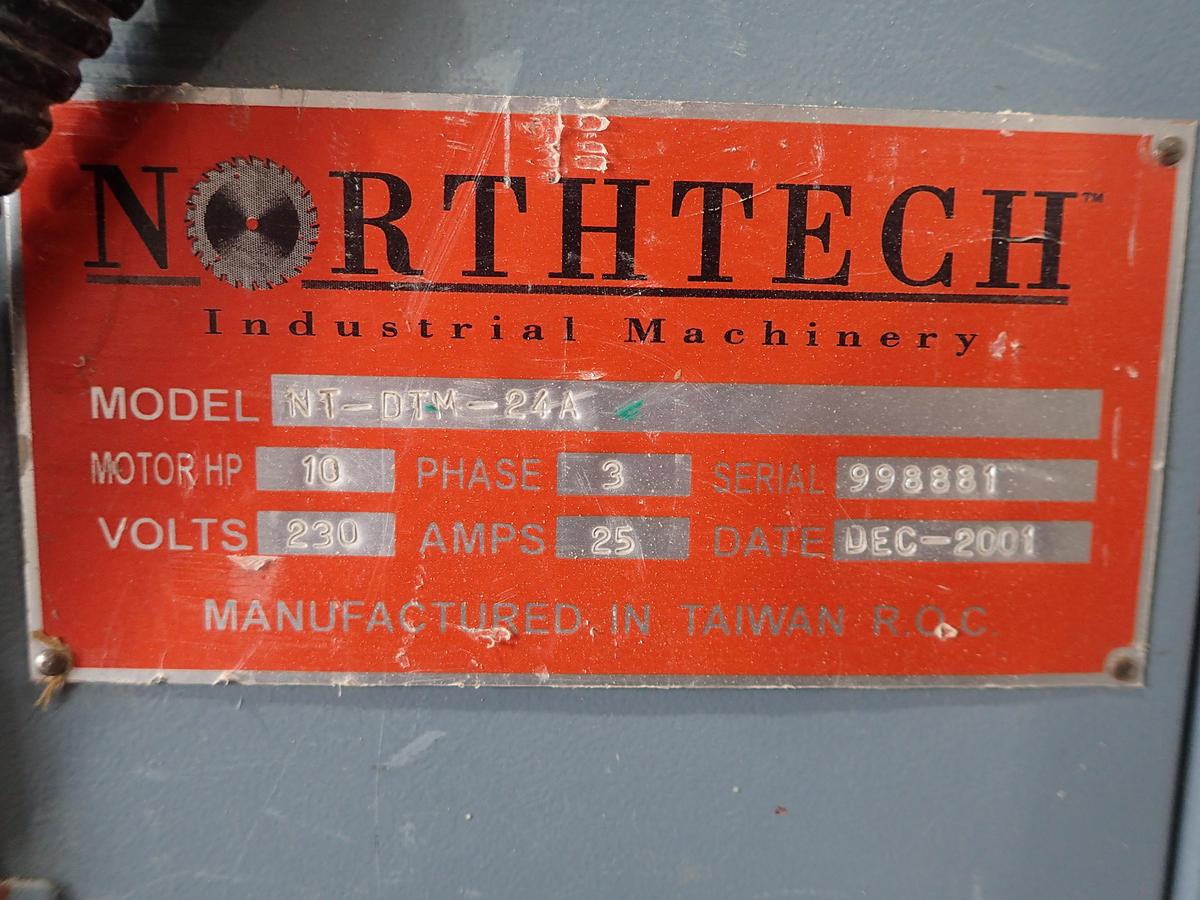 NORTHTECH™
Industrial Machinery
MODEL NT-DTM-24A
MOTOR HP 10 PHASE 3 SERIAL 998881
VOLTS 230 AMPS 25 DATE DEC-2001
MANUFACTURED IN TAIWAN R.O.C.